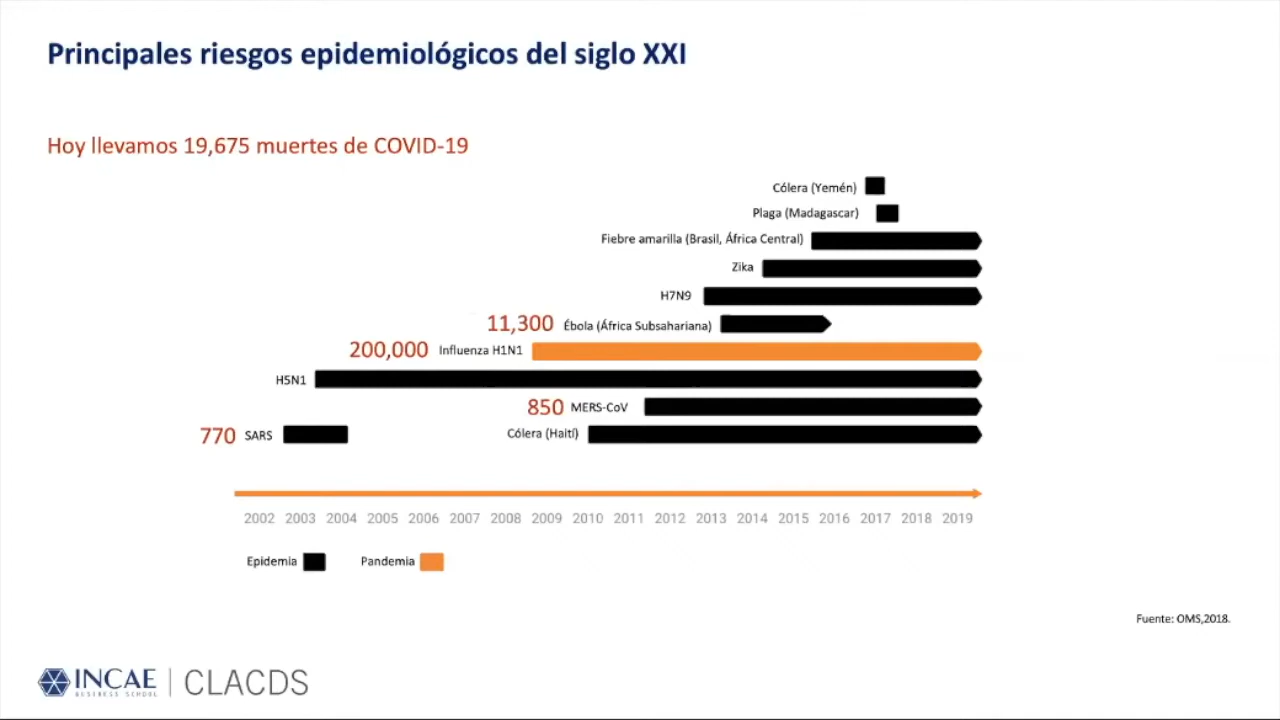 Principales riesgos epidemiológicos del siglo XXI
Hoy llevamos 19,675 muertes de COVID-19
Cólera (Yemén)
Plaga (Madagascar)
Fiebre amarilla (Brasil, África Central)
Zika
H7N9
11,300 Ébola (África Subsahariana)
200,000 Influenza H1N1
H5N1
850 MERS-CoV
770 SARS Cólera (Haití)
2002 2003 2004 2005 2006 2007 2008 2009 2010 2011 2012 2013 2014 2015 2016 2017 2018 2019
Epidemia Pandemia
Fuente: OMS,2018.
INCAE CLACDS
BUSINESS SCHOOL